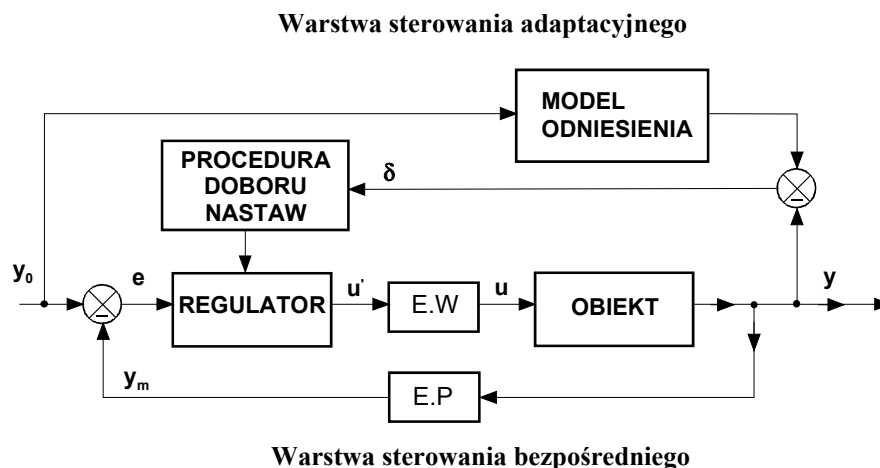 Warstwa sterowania adaptacyjnego
MODEL
ODNIESIENIA
PROCEDURA
DOBORU
NASTAW
δ
y₀
e
REGULATOR
u'
E.W
u
OBIEKT
y
yₘ
E.P
Warstwa sterowania bezpośredniego